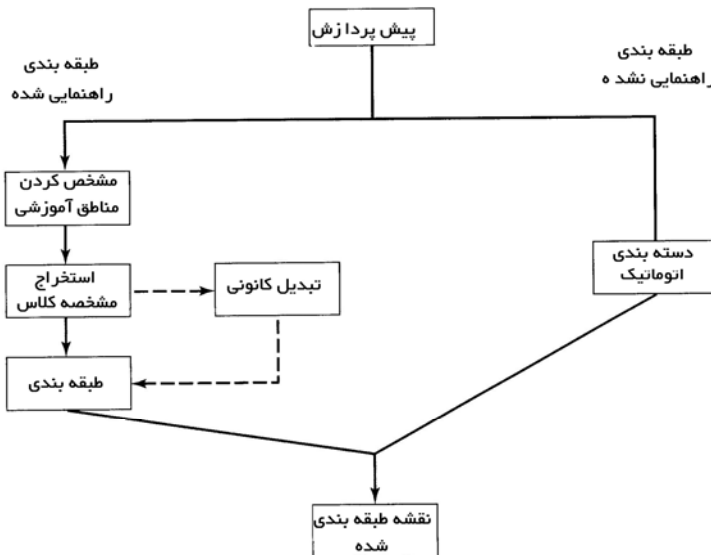 پیش پردازش
طبقه بندی
راهنمایی نشد ه
طبقه بندی
راهنمایی شده
مشخص کردن
مناطق آموزشی
دسته بندی
اتوماتیک
استخراج
مشخصه کلاس
تبدیل کانونی
طبقه بندی
نقشه طبقه بندی
شده